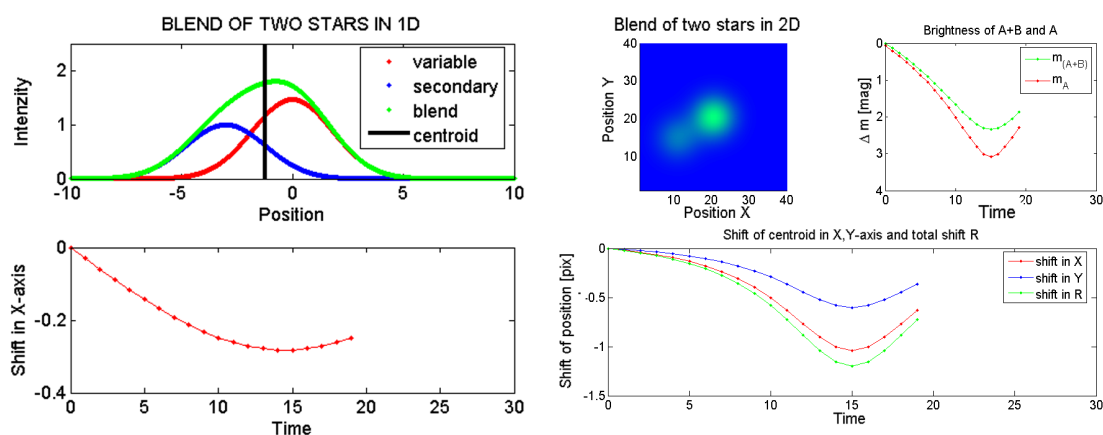 BLEND OF TWO STARS IN 1D
Intenzity
2
1
0
-10
-5
0
5
10
Position
variable
secondary
blend
centroid
Blend of two stars in 2D
Position Y
40
30
20
10
10
20
30
40
Position X
Brightness of A+B and A
Δ m [mag]
0
1
2
3
4
0
10
20
30
Time
m(A+B)
mA
Shift in X-axis
0
-0.2
-0.4
0
5
10
15
20
25
30
Time
Shift of centroid in X,Y-axis and total shift R
Shift of position [pix]
0
-0.5
-1
-1.5
0
5
10
15
20
25
30
Time
shift in X
shift in Y
shift in R